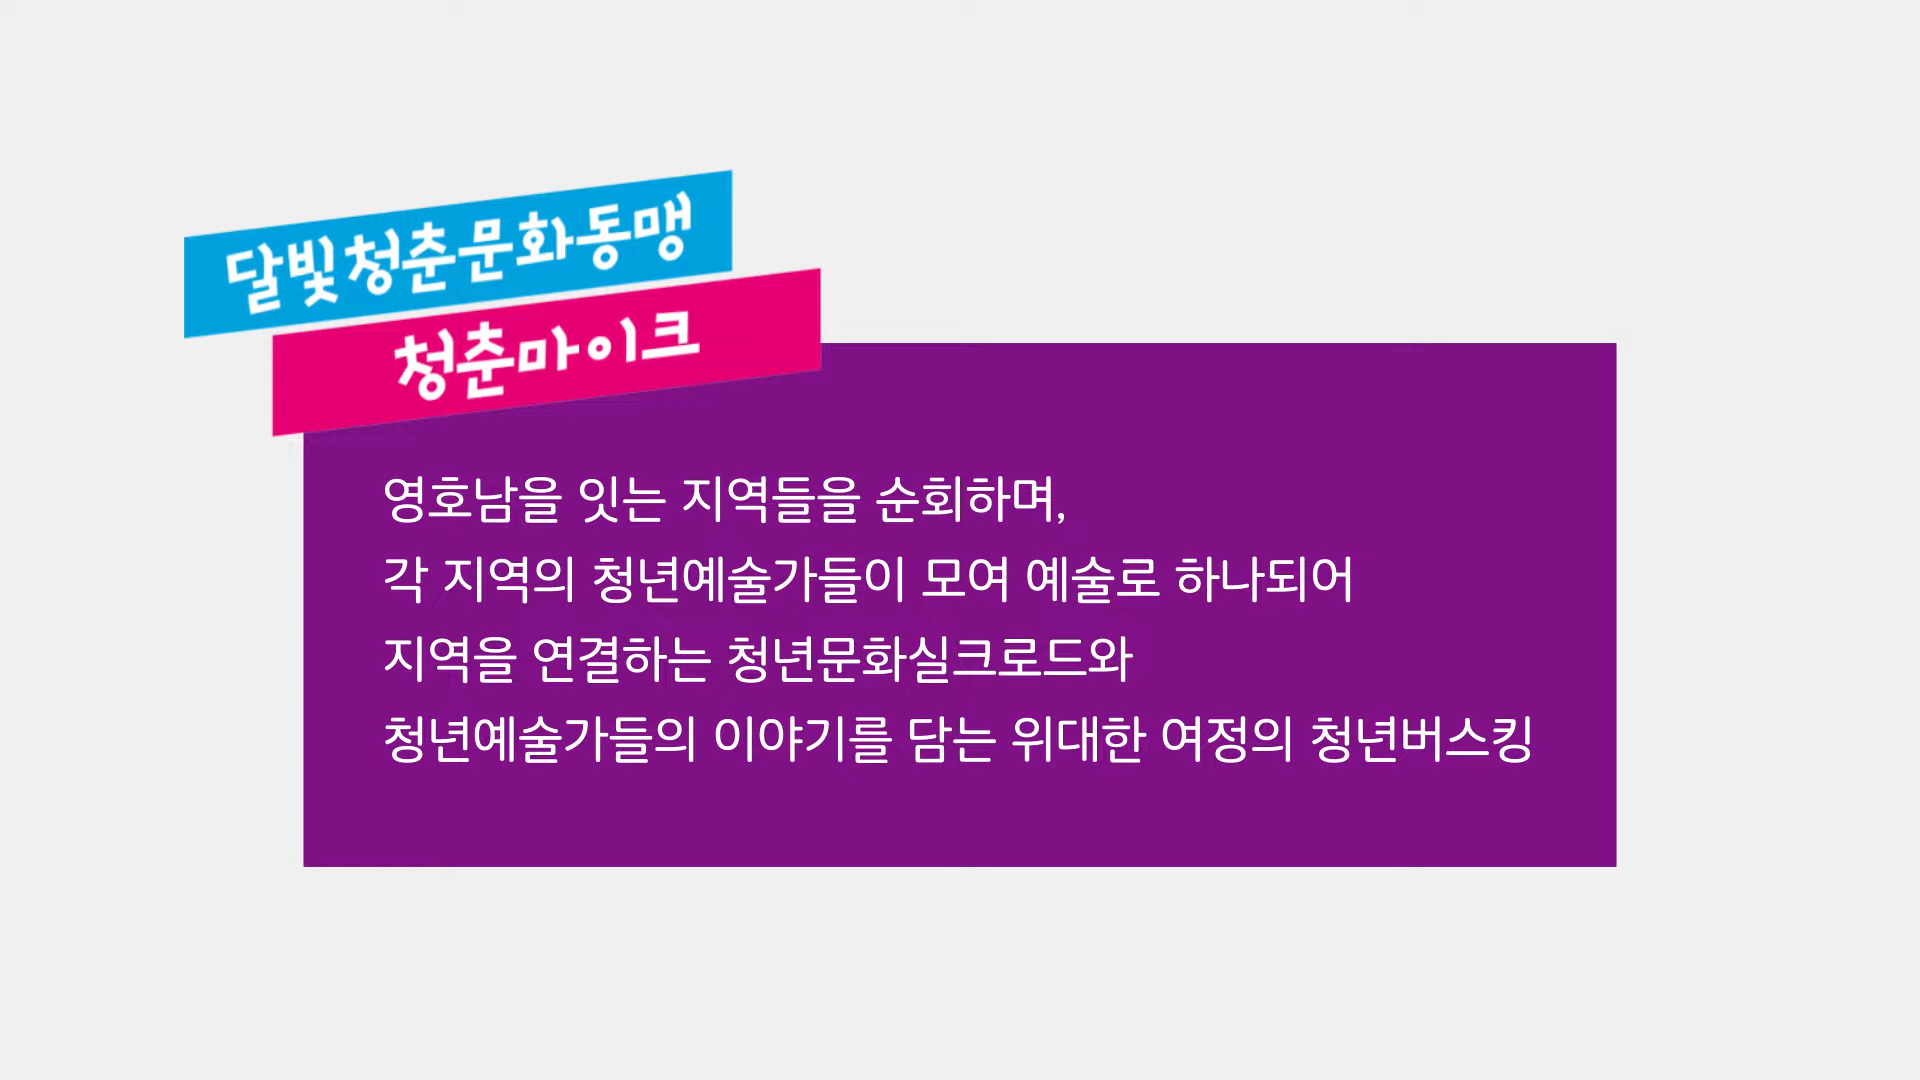 달빛청춘문화동맹
청춘마이크
영호남을 잇는 지역들을 순회하며,
각 지역의 청년예술가들이 모여 예술로 하나되어
지역을 연결하는 청년문화실크로드와
청년예술가들의 이야기를 담는 위대한 여정의 청년버스킹